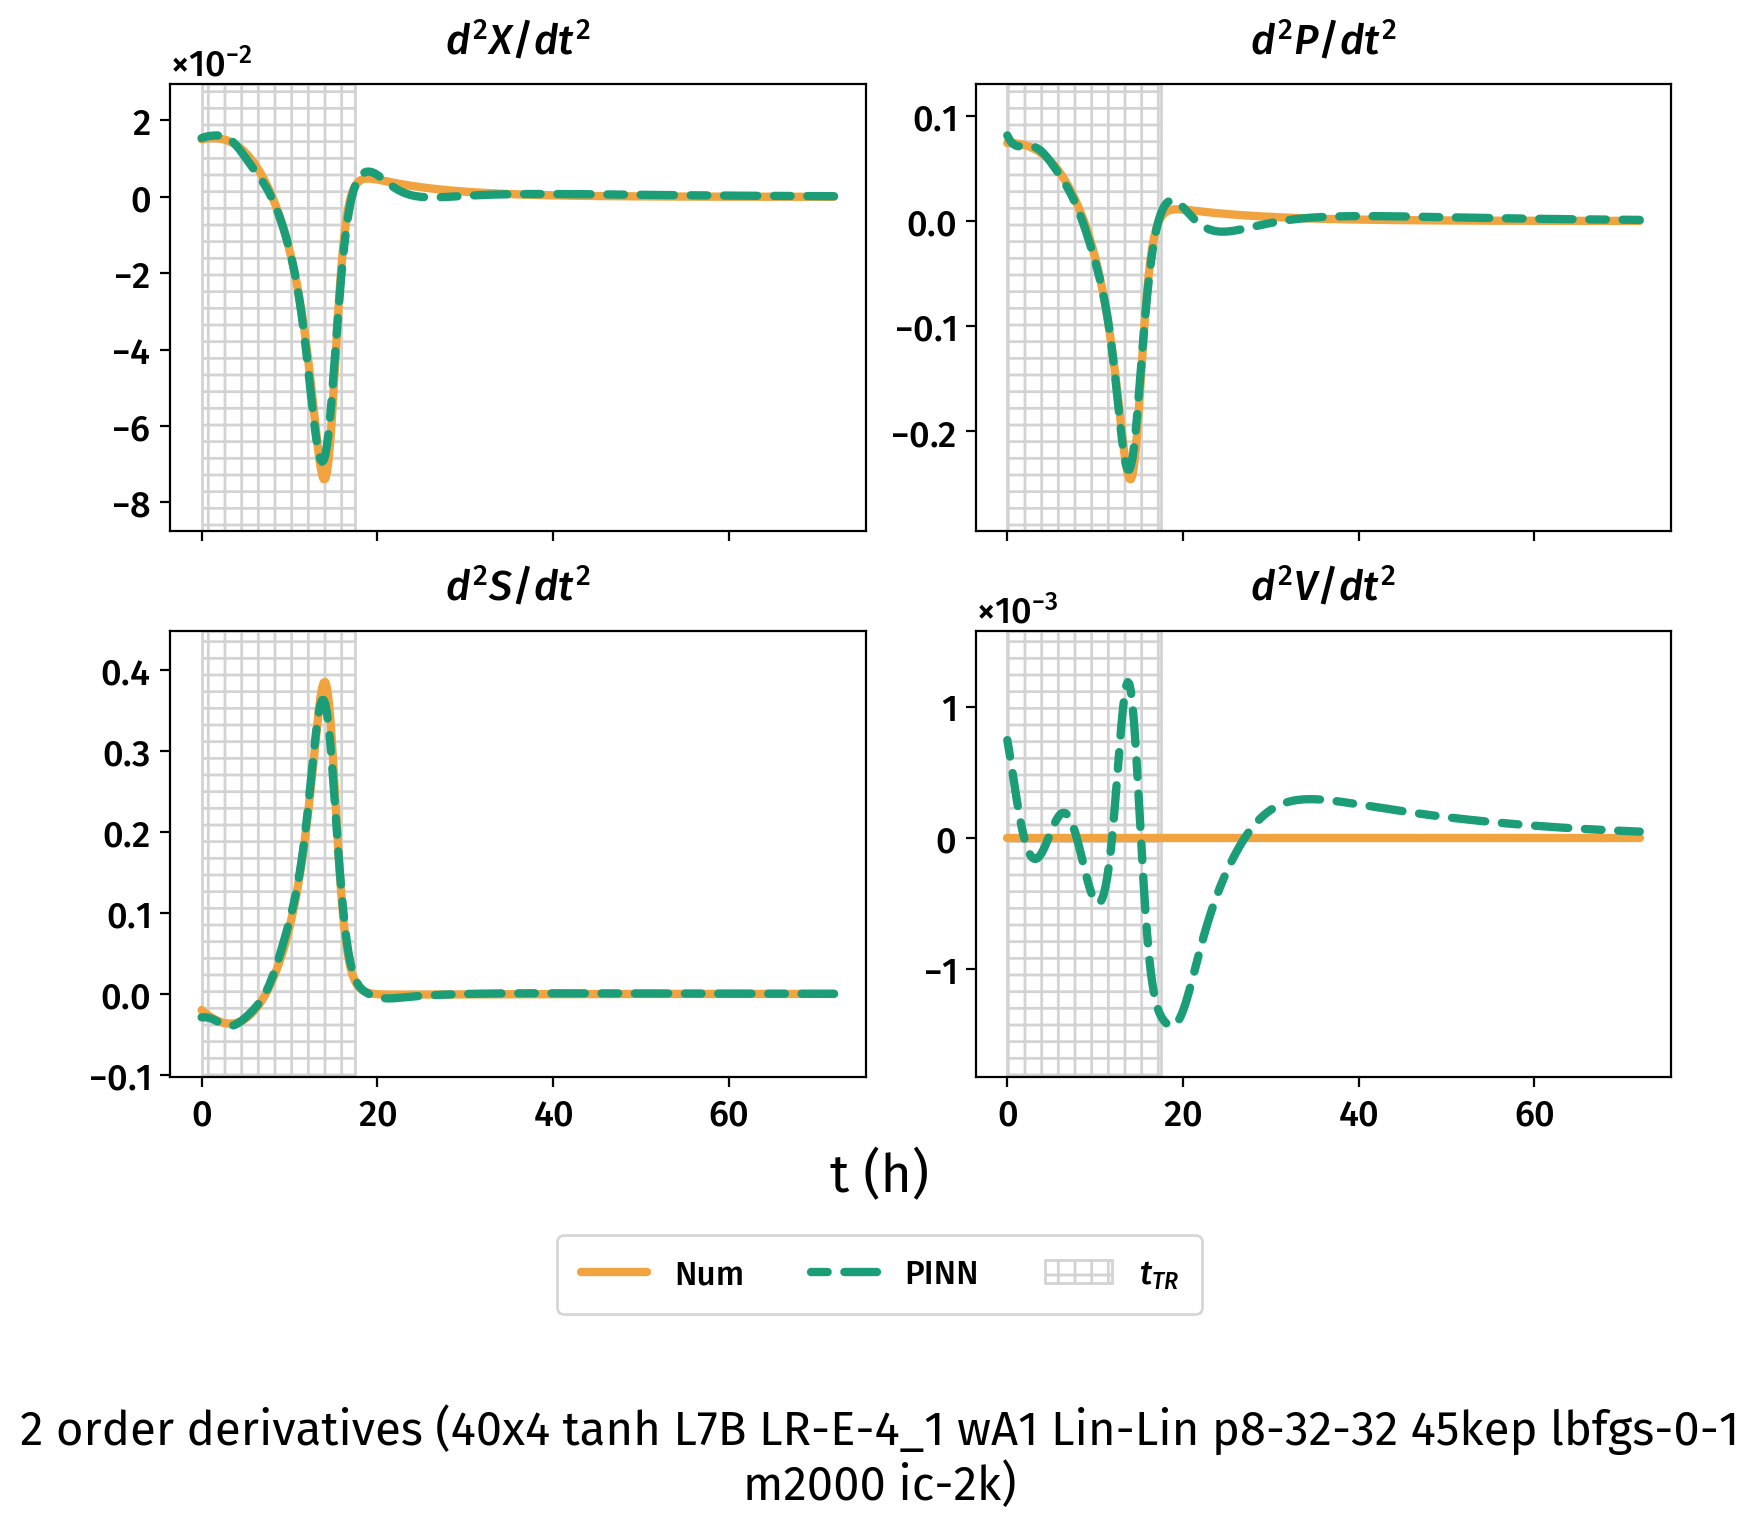 d²X/dt²
d²P/dt²
×10⁻²
2
0
−2
−4
−6
−8
0.1
0.0
−0.1
−0.2
d²S/dt²
d²V/dt²
×10⁻³
0.4
0.3
0.2
0.1
0.0
−0.1
1
0
−1
0 20 40 60
0 20 40 60
t (h)
Num PINN t_TR
2 order derivatives (40x4 tanh L7B LR-E-4_1 wA1 Lin-Lin p8-32-32 45kep lbfgs-0-1
m2000 ic-2k)